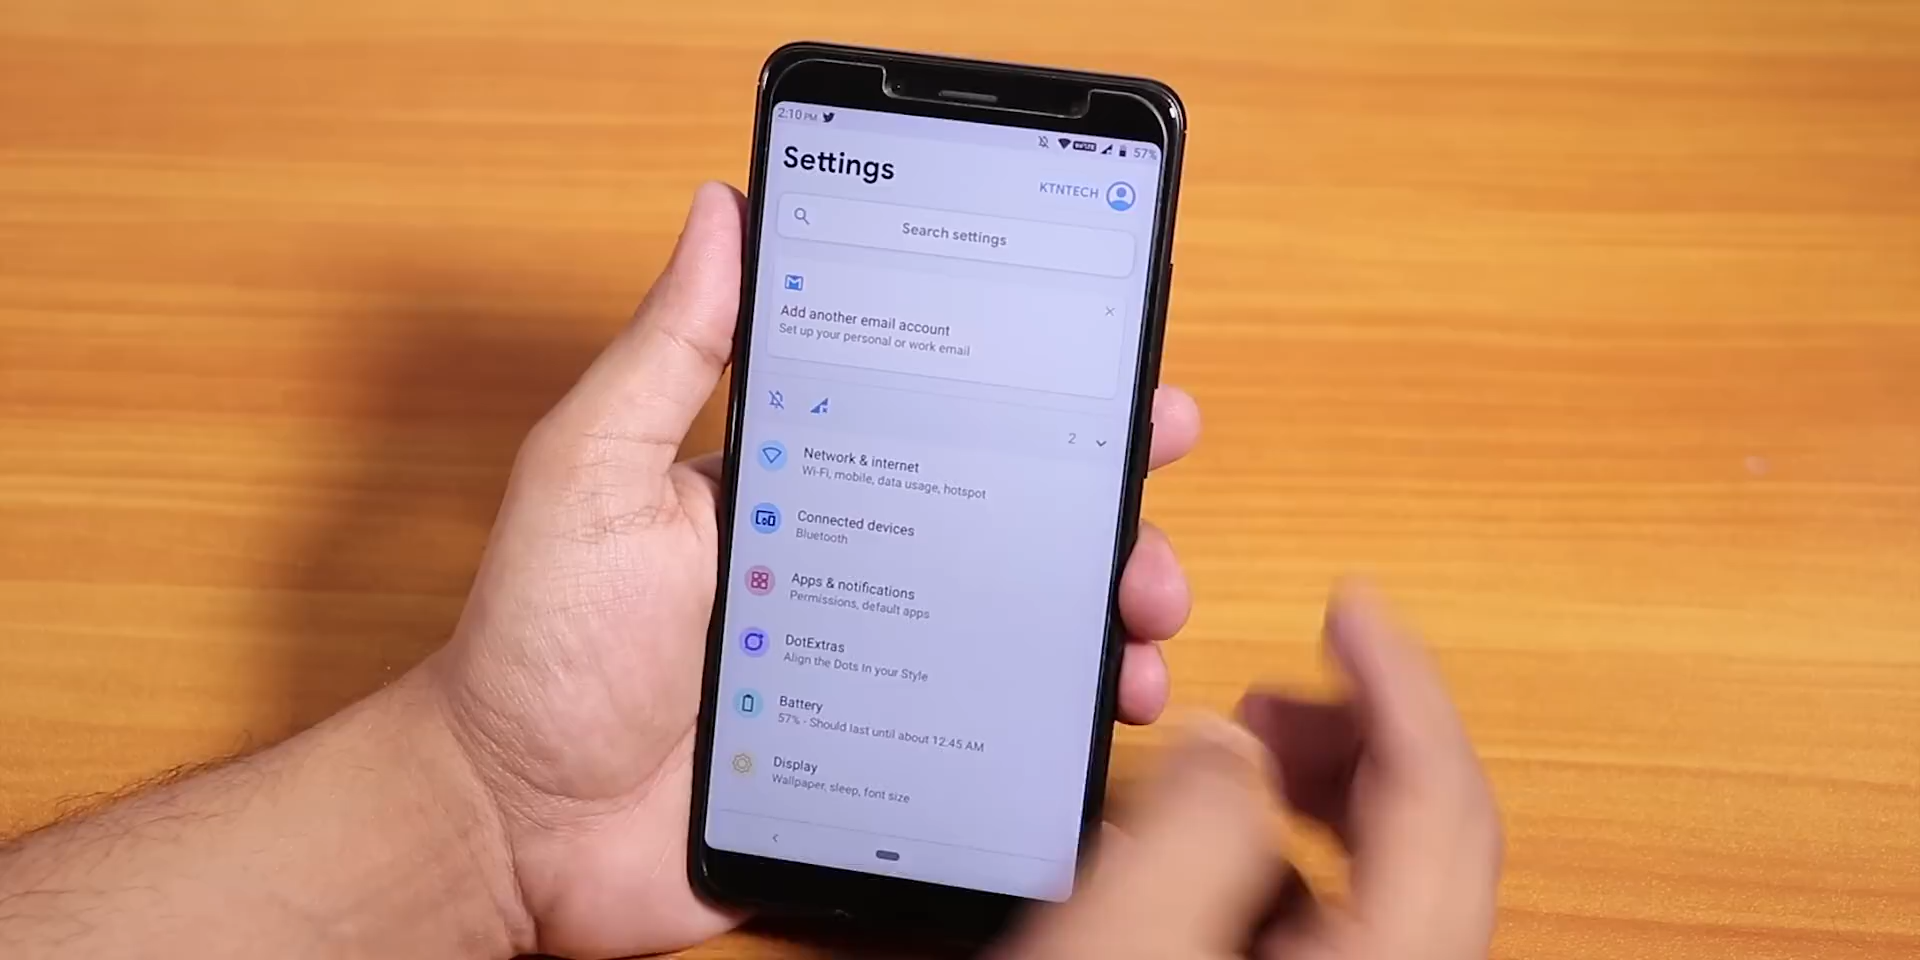 2:10 PM
57%
Settings
KTNTECH
Search settings
Add another email account
Set up your personal or work email
2
Network & internet
Wi-Fi, mobile, data usage, hotspot
Connected devices
Bluetooth
Apps & notifications
Permissions, default apps
DotExtras
Align the Dots In your Style
Battery
57% - Should last until about 12:45 AM
Display
Wallpaper, sleep, font size